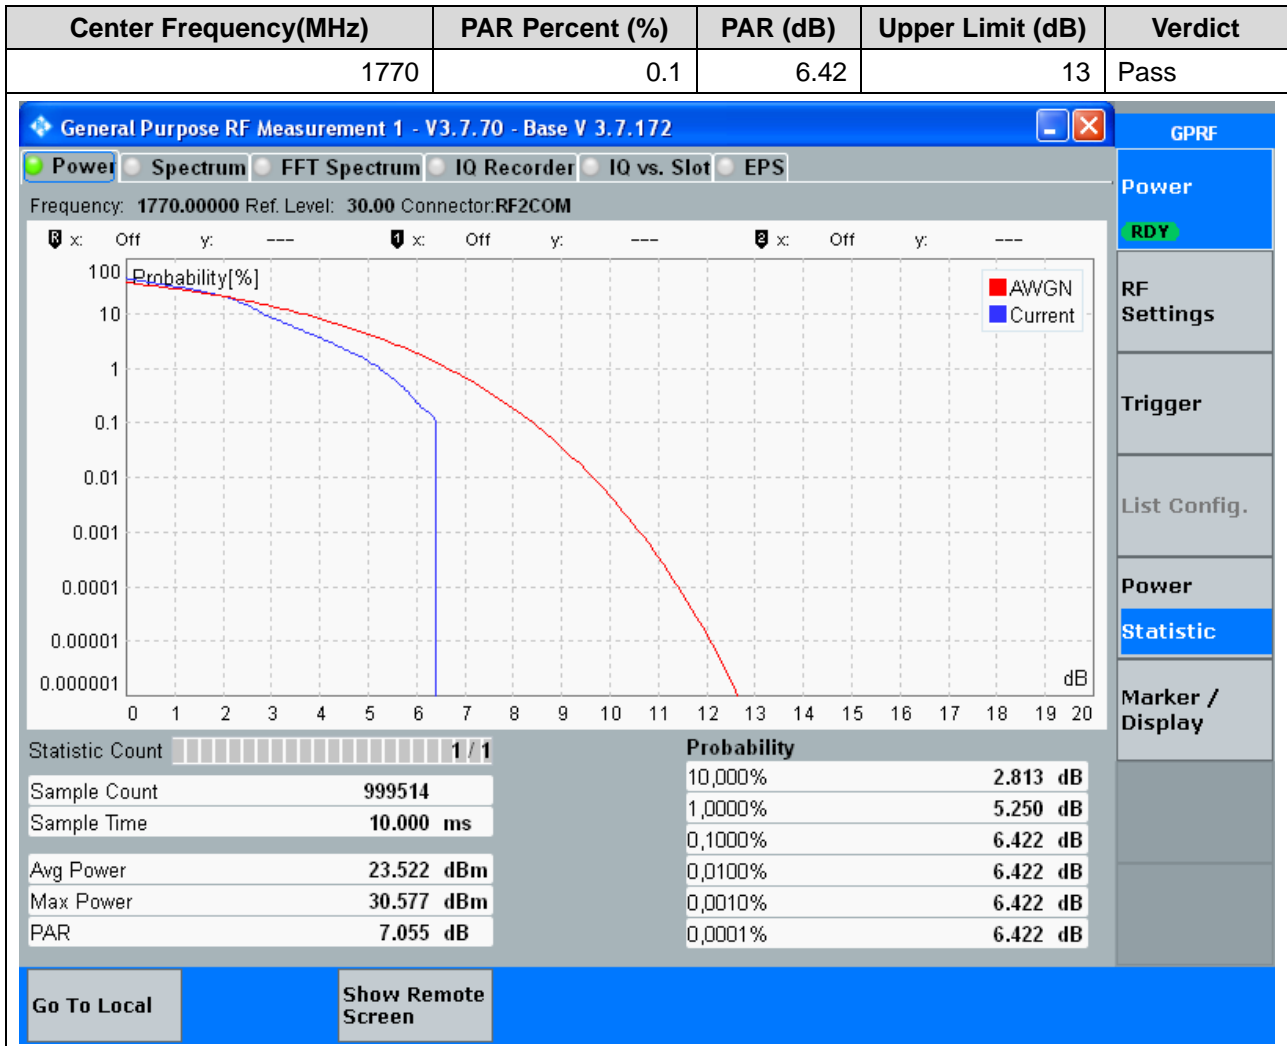 Center Frequency(MHz) PAR Percent (%) PAR (dB) Upper Limit (dB) Verdict
1770 0.1 6.42 13 Pass
General Purpose RF Measurement 1 - V3.7.70 - Base V 3.7.172
GPRF
Power Spectrum FFT Spectrum IQ Recorder IQ vs. Slot EPS
Frequency: 1770.00000 Ref. Level: 30.00 Connector:RF2COM
R x: Off y: --- 1 x: Off y: --- 2 x: Off y: ---
Probability[%]
AWGN
Current
100
10
1
0.1
0.01
0.001
0.0001
0.00001
0.000001
dB
0 1 2 3 4 5 6 7 8 9 10 11 12 13 14 15 16 17 18 19 20
Statistic Count 1 / 1
Sample Count 999514
Sample Time 10.000 ms
Avg Power 23.522 dBm
Max Power 30.577 dBm
PAR 7.055 dB
Probability
10,000% 2.813 dB
1,0000% 5.250 dB
0,1000% 6.422 dB
0,0100% 6.422 dB
0,0010% 6.422 dB
0,0001% 6.422 dB
Power
RDY
RF
Settings
Trigger
List Config.
Power
Statistic
Marker /
Display
Go To Local
Show Remote
Screen